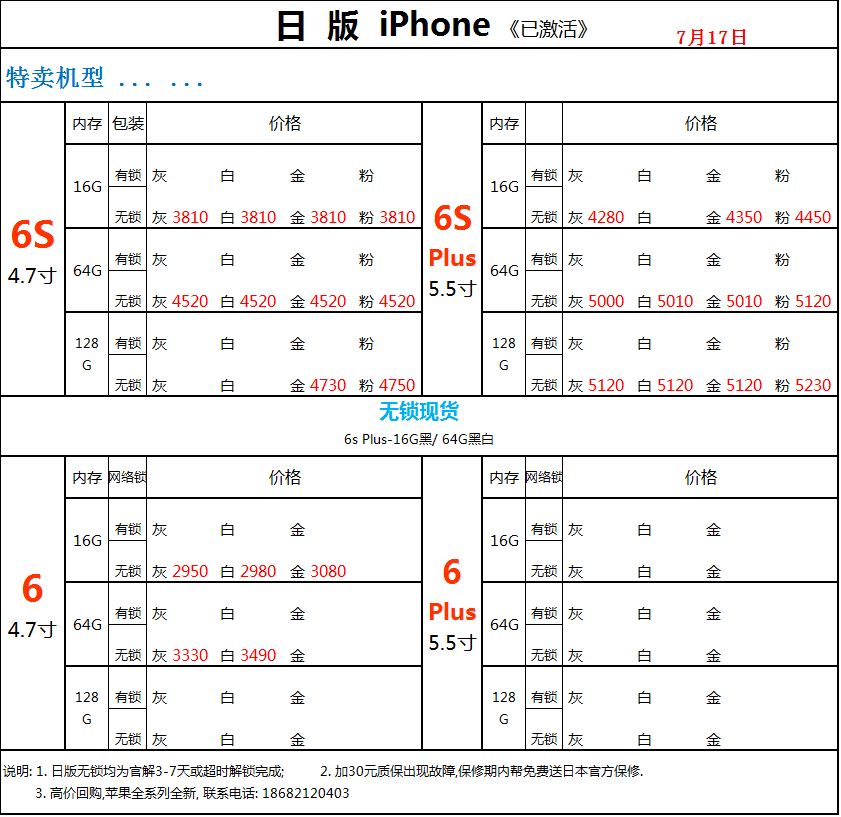 日 版 iPhone 《已激活》 7月17日
特卖机型 ... ...
内存 包装 价格 内存 价格
6S 4.7寸
16G 有锁 灰 白 金 粉
无锁 灰 3810 白 3810 金 3810 粉 3810
64G 有锁 灰 白 金 粉
无锁 灰 4520 白 4520 金 4520 粉 4520
128G 有锁 灰 白 金 粉
无锁 灰 白 金 4730 粉 4750
6S Plus 5.5寸
16G 有锁 灰 白 金 粉
无锁 灰 4280 白 金 4350 粉 4450
64G 有锁 灰 白 金 粉
无锁 灰 5000 白 5010 金 5010 粉 5120
128G 有锁 灰 白 金 粉
无锁 灰 5120 白 5120 金 5120 粉 5230
无锁现货
6s Plus-16G黑/ 64G黑白
内存 网络锁 价格 内存 网络锁 价格
6 4.7寸
16G 有锁 灰 白 金
无锁 灰 2950 白 2980 金 3080
64G 有锁 灰 白 金
无锁 灰 3330 白 3490 金
128G 有锁 灰 白 金
无锁 灰 白 金
6 Plus 5.5寸
16G 有锁 灰 白 金
无锁 灰 白 金
64G 有锁 灰 白 金
无锁 灰 白 金
128G 有锁 灰 白 金
无锁 灰 白 金
说明: 1. 日版无锁均为官解3-7天或超时解锁完成; 2. 加30元质保出现故障,保修期内帮免费送日本官方保修.
3. 高价回购,苹果全系列全新, 联系电话: 18682120403